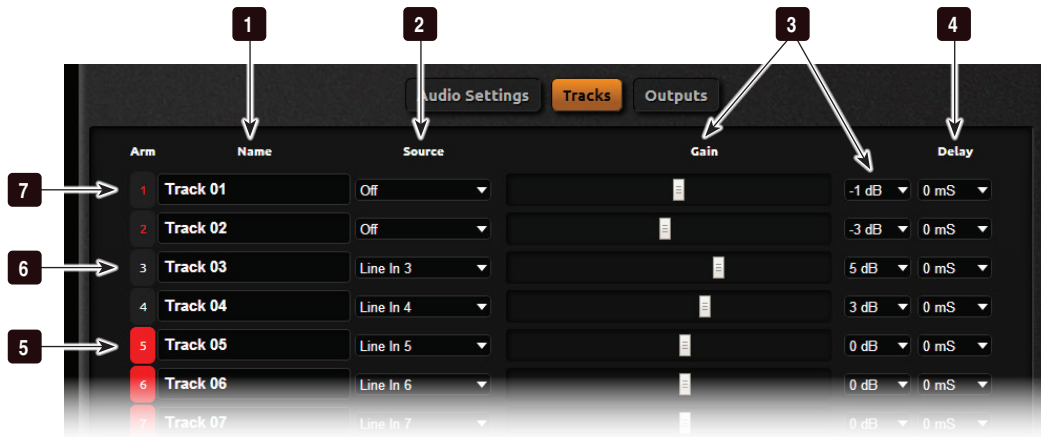 1 2 3 4
Audio Settings Tracks Outputs
Arm Name Source Gain Delay
7 1 Track 01 Off -1 dB 0 mS
2 Track 02 Off -3 dB 0 mS
6 3 Track 03 Line In 3 5 dB 0 mS
4 Track 04 Line In 4 3 dB 0 mS
5 5 Track 05 Line In 5 0 dB 0 mS
6 Track 06 Line In 6 0 dB 0 mS
7 Track 07 Line In 7 0 dB 0 mS